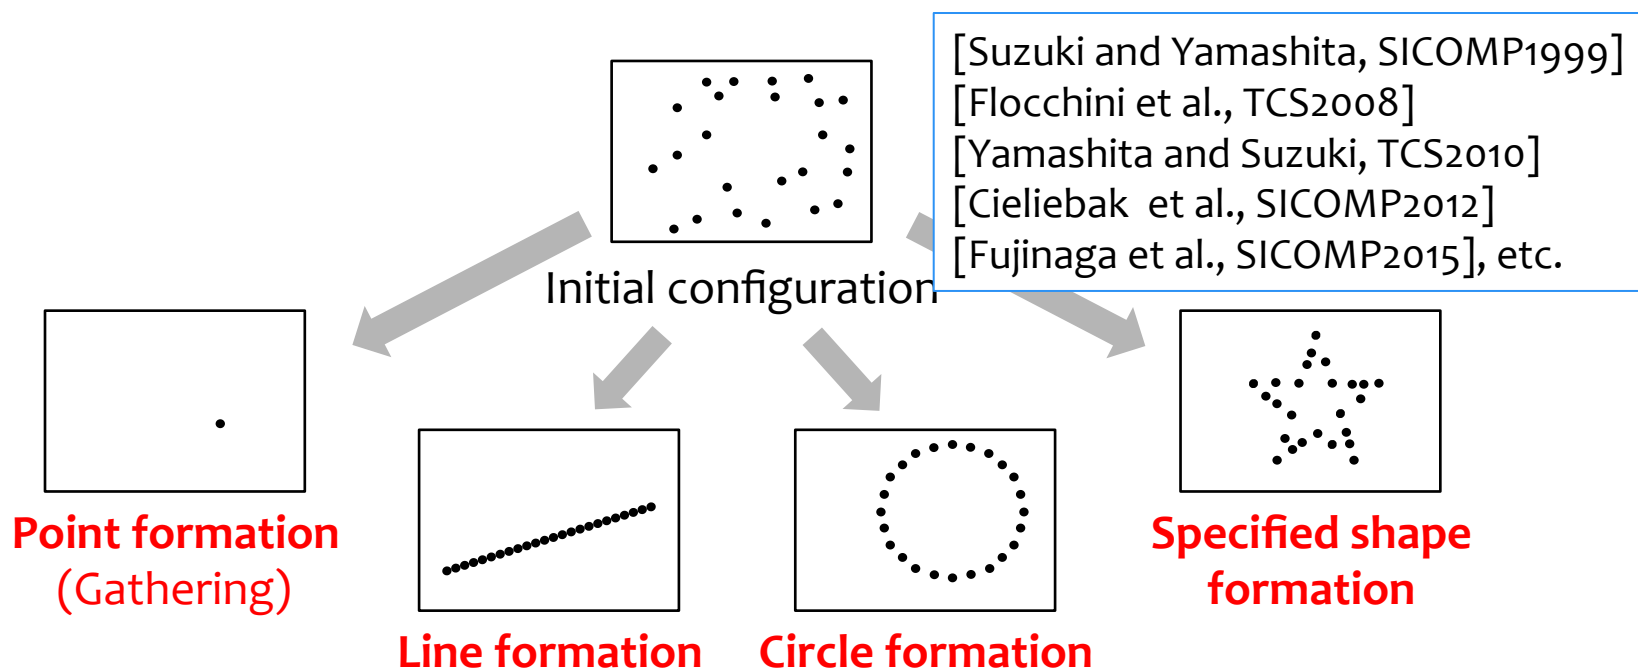 [Suzuki and Yamashita, SICOMP1999]
[Flocchini et al., TCS2008]
[Yamashita and Suzuki, TCS2010]
[Cieliebak  et al., SICOMP2012]
[Fujinaga et al., SICOMP2015], etc.
Initial configuration
Point formation
(Gathering)
Line formation
Circle formation
Specified shape
formation